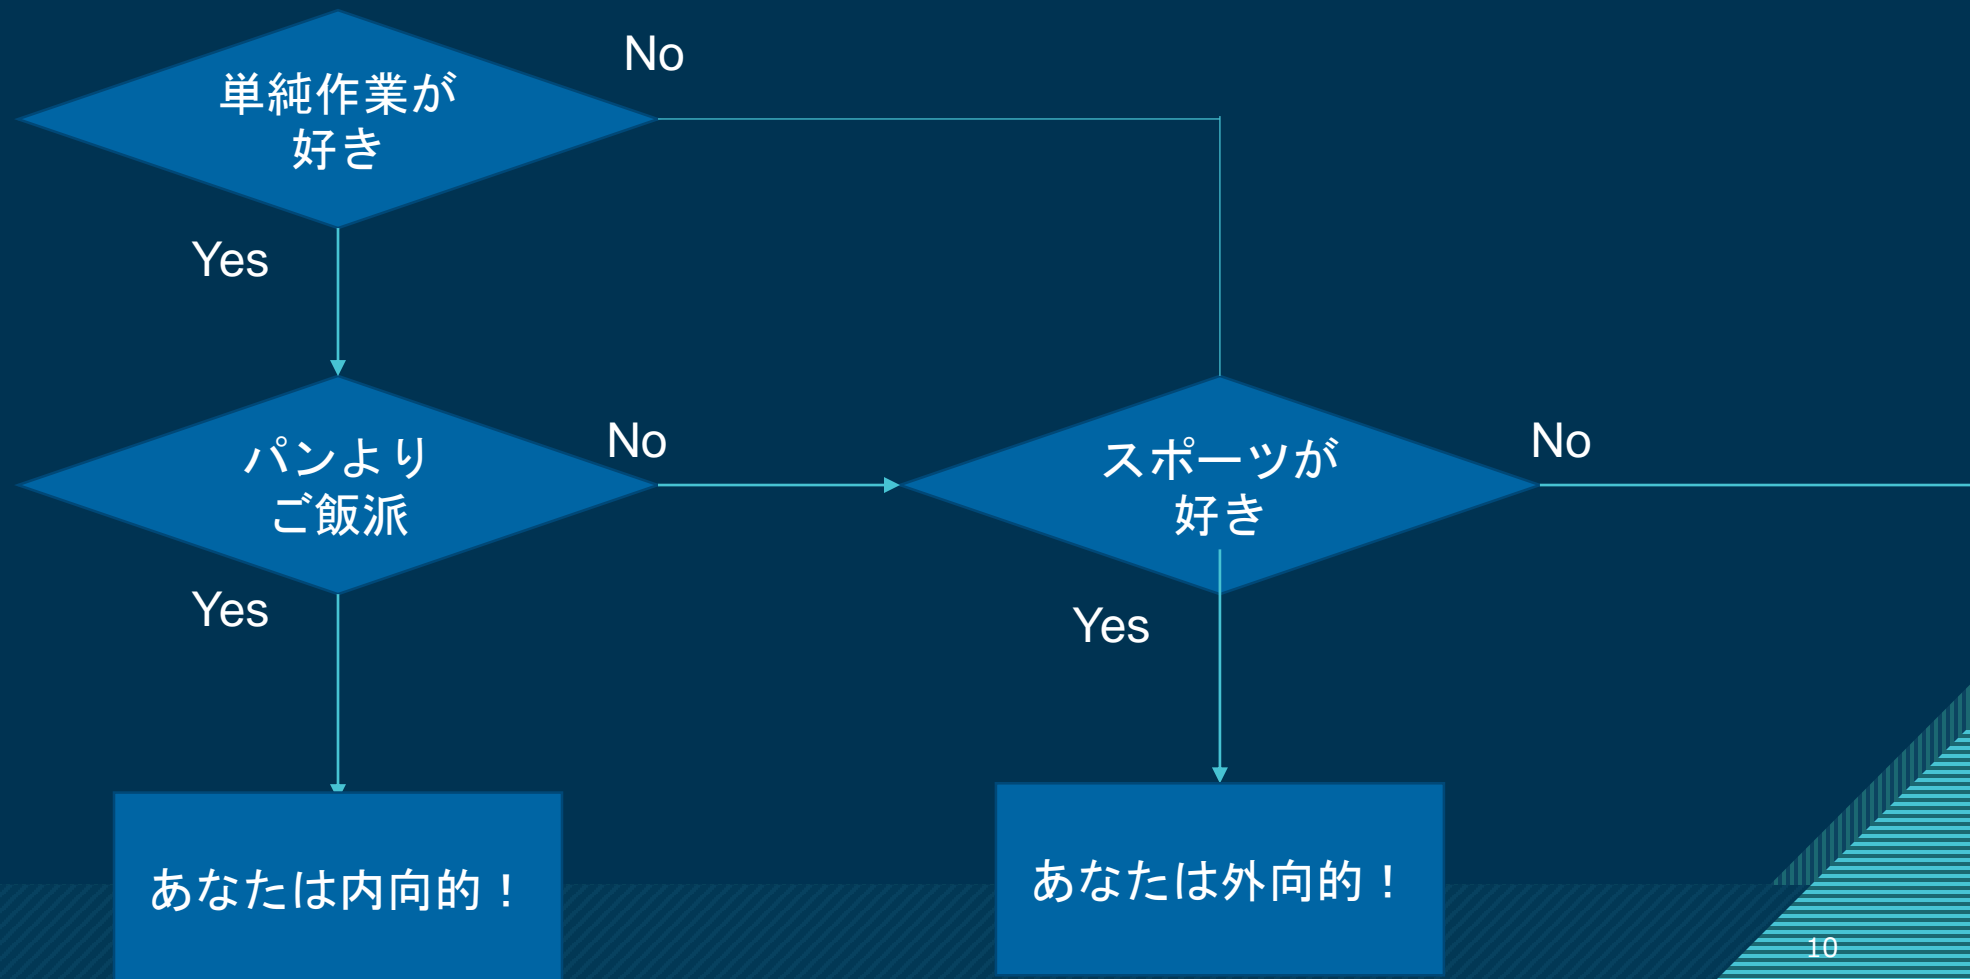 No
単純作業が
好き
Yes
パンより
ご飯派
No
スポーツが
好き
No
Yes
Yes
あなたは内向的！
あなたは外向的！
10